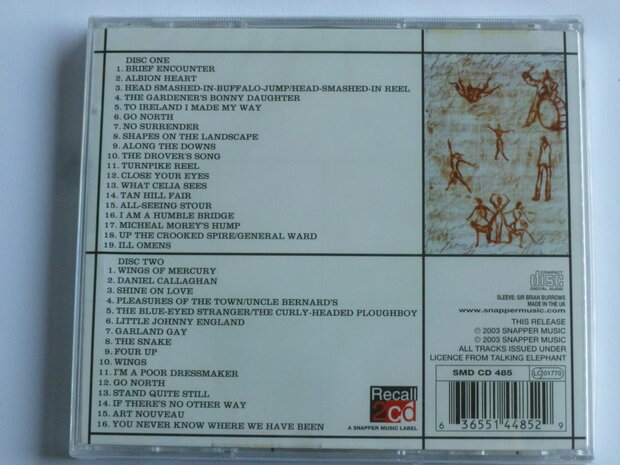 DISC ONE
1. BRIEF ENCOUNTER
2. ALBION HEART
3. HEAD SMASHED-IN-BUFFALO-JUMP/HEAD-SMASHED-IN REEL
4. THE GARDENER'S BONNY DAUGHTER
5. TO IRELAND I MADE MY WAY
6. GO NORTH
7. NO SURRENDER
8. SHAPES ON THE LANDSCAPE
9. ALONG THE DOWNS
10. THE DROVER'S SONG
11. TURNPIKE REEL
12. CLOSE YOUR EYES
13. WHAT CELIA SEES
14. TAN HILL FAIR
15. ALL-SEEING STOUR
16. I AM A HUMBLE BRIDGE
17. MICHEAL MOREY'S HUMP
18. UP THE CROOKED SPIRE/GENERAL WARD
19. ILL OMENS
DISC TWO
1. WINGS OF MERCURY
2. DANIEL CALLAGHAN
3. SHINE ON LOVE
4. PLEASURES OF THE TOWN/UNCLE BERNARD'S
5. THE BLUE-EYED STRANGER/THE CURLY-HEADED PLOUGHBOY
6. LITTLE JOHNNY ENGLAND
7. GARLAND GAY
8. THE SNAKE
9. FOUR UP
10. WINGS
11. I'M A POOR DRESSMAKER
12. GO NORTH
13. STAND QUITE STILL
14. IF THERE'S NO OTHER WAY
15. ART NOUVEAU
16. YOU NEVER KNOW WHERE WE HAVE BEEN
Recall
2cd
A SNAPPER MUSIC LABEL
COMPACT
disc
DIGITAL AUDIO
SLEEVE: SIR BRIAN BURROWS
MADE IN THE UK
www.snappermusic.com
THIS RELEASE
℗ 2003 SNAPPER MUSIC
© 2003 SNAPPER MUSIC
ALL TRACKS ISSUED UNDER
LICENCE FROM TALKING ELEPHANT
SMD CD 485
LC 01770
6 36551 44852 9